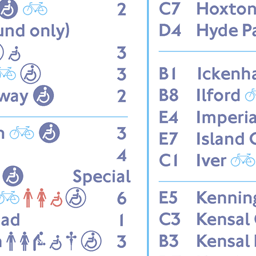 2
und only)
3
3
way 2
3
4
Special
6
ad 1
3
C7 Hoxton
D4 Hyde Pa
B1 Ickenha
B8 Ilford
E4 Imperia
E7 Island G
C1 Iver
E5 Kenning
C3 Kensal
B3 Kensal